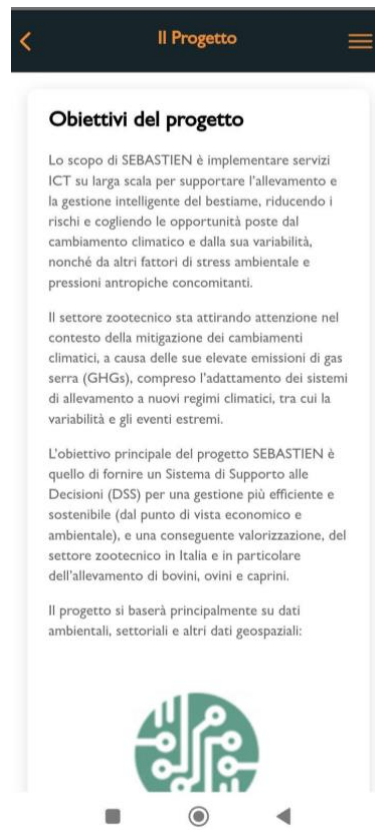 Il Progetto
Obiettivi del progetto
Lo scopo di SEBASTIEN è implementare servizi
ICT su larga scala per supportare l'allevamento e
la gestione intelligente del bestiame, riducendo i
rischi e cogliendo le opportunità poste dal
cambiamento climatico e dalla sua variabilità,
nonché da altri fattori di stress ambientale e
pressioni antropiche concomitanti.
Il settore zootecnico sta attirando attenzione nel
contesto della mitigazione dei cambiamenti
climatici, a causa delle sue elevate emissioni di gas
serra (GHGs), compreso l'adattamento dei sistemi
di allevamento a nuovi regimi climatici, tra cui la
variabilità e gli eventi estremi.
L'obiettivo principale del progetto SEBASTIEN è
quello di fornire un Sistema di Supporto alle
Decisioni (DSS) per una gestione più efficiente e
sostenibile (dal punto di vista economico e
ambientale), e una conseguente valorizzazione, del
settore zootecnico in Italia e in particolare
dell'allevamento di bovini, ovini e caprini.
Il progetto si baserà principalmente su dati
ambientali, settoriali e altri dati geospaziali: